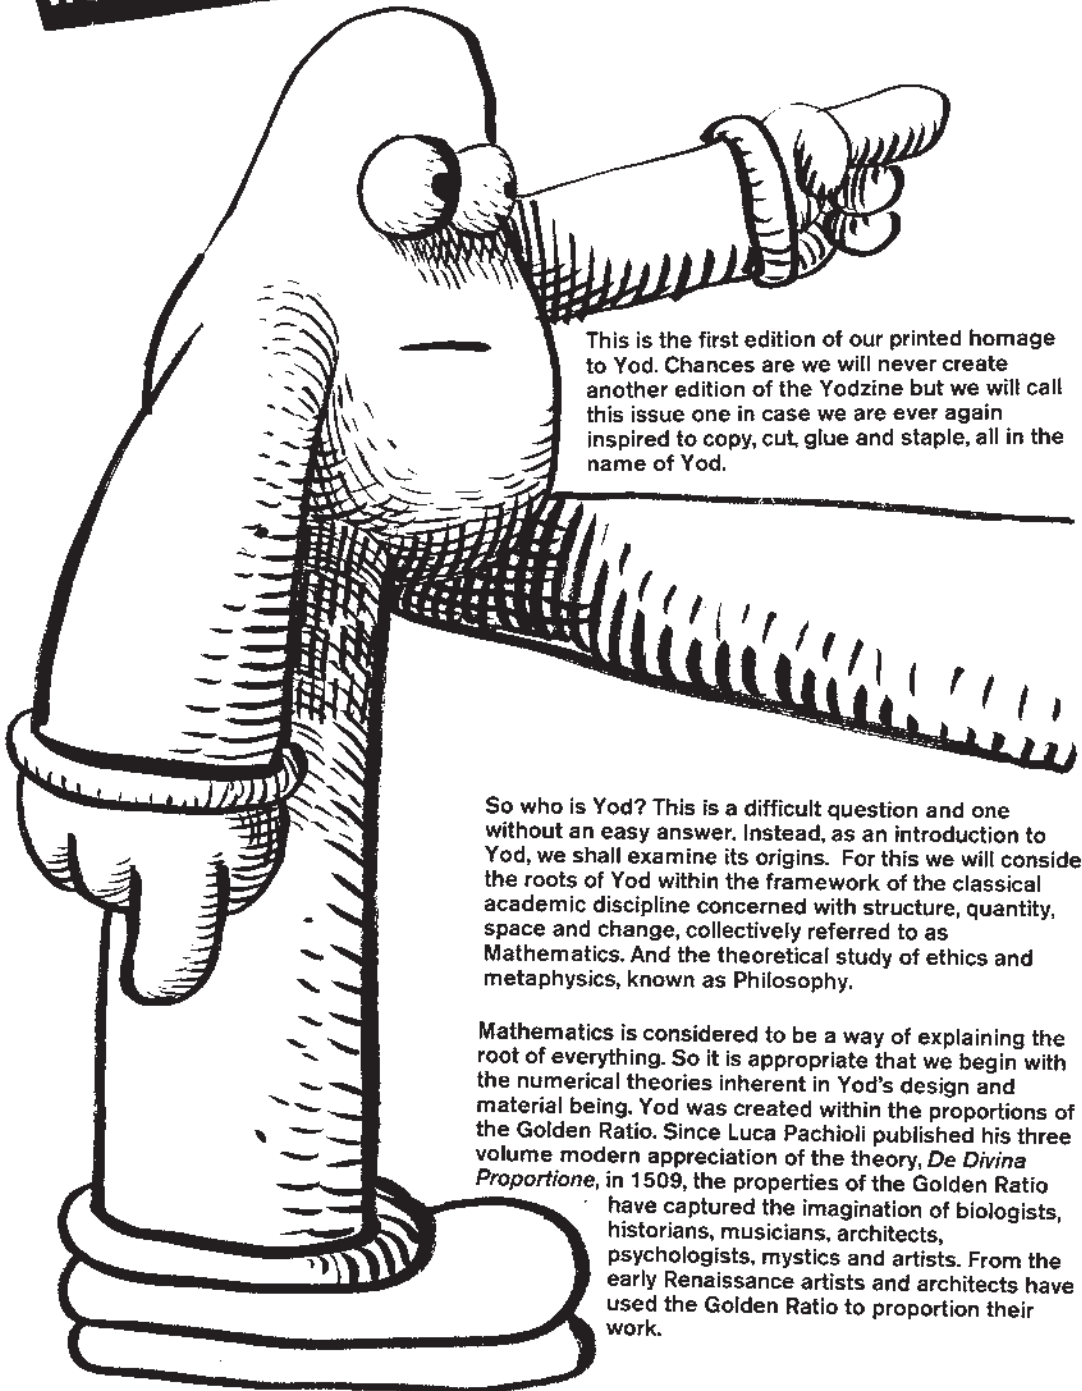 This is the first edition of our printed homage
to Yod. Chances are we will never create
another edition of the Yodzine but we will call
this issue one in case we are ever again
inspired to copy, cut, glue and staple, all in the
name of Yod.
So who is Yod? This is a difficult question and one
without an easy answer. Instead, as an introduction to
Yod, we shall examine its origins.  For this we will conside
the roots of Yod within the framework of the classical
academic discipline concerned with structure, quantity,
space and change, collectively referred to as
Mathematics. And the theoretical study of ethics and
metaphysics, known as Philosophy.
Mathematics is considered to be a way of explaining the
root of everything. So it is appropriate that we begin with
the numerical theories inherent in Yod's design and
material being. Yod was created within the proportions of
the Golden Ratio. Since Luca Pachioli published his three
volume modern appreciation of the theory, De Divina
Proportione, in 1509, the properties of the Golden Ratio
have captured the imagination of biologists,
historians, musicians, architects,
psychologists, mystics and artists. From the
early Renaissance artists and architects have
used the Golden Ratio to proportion their
work.